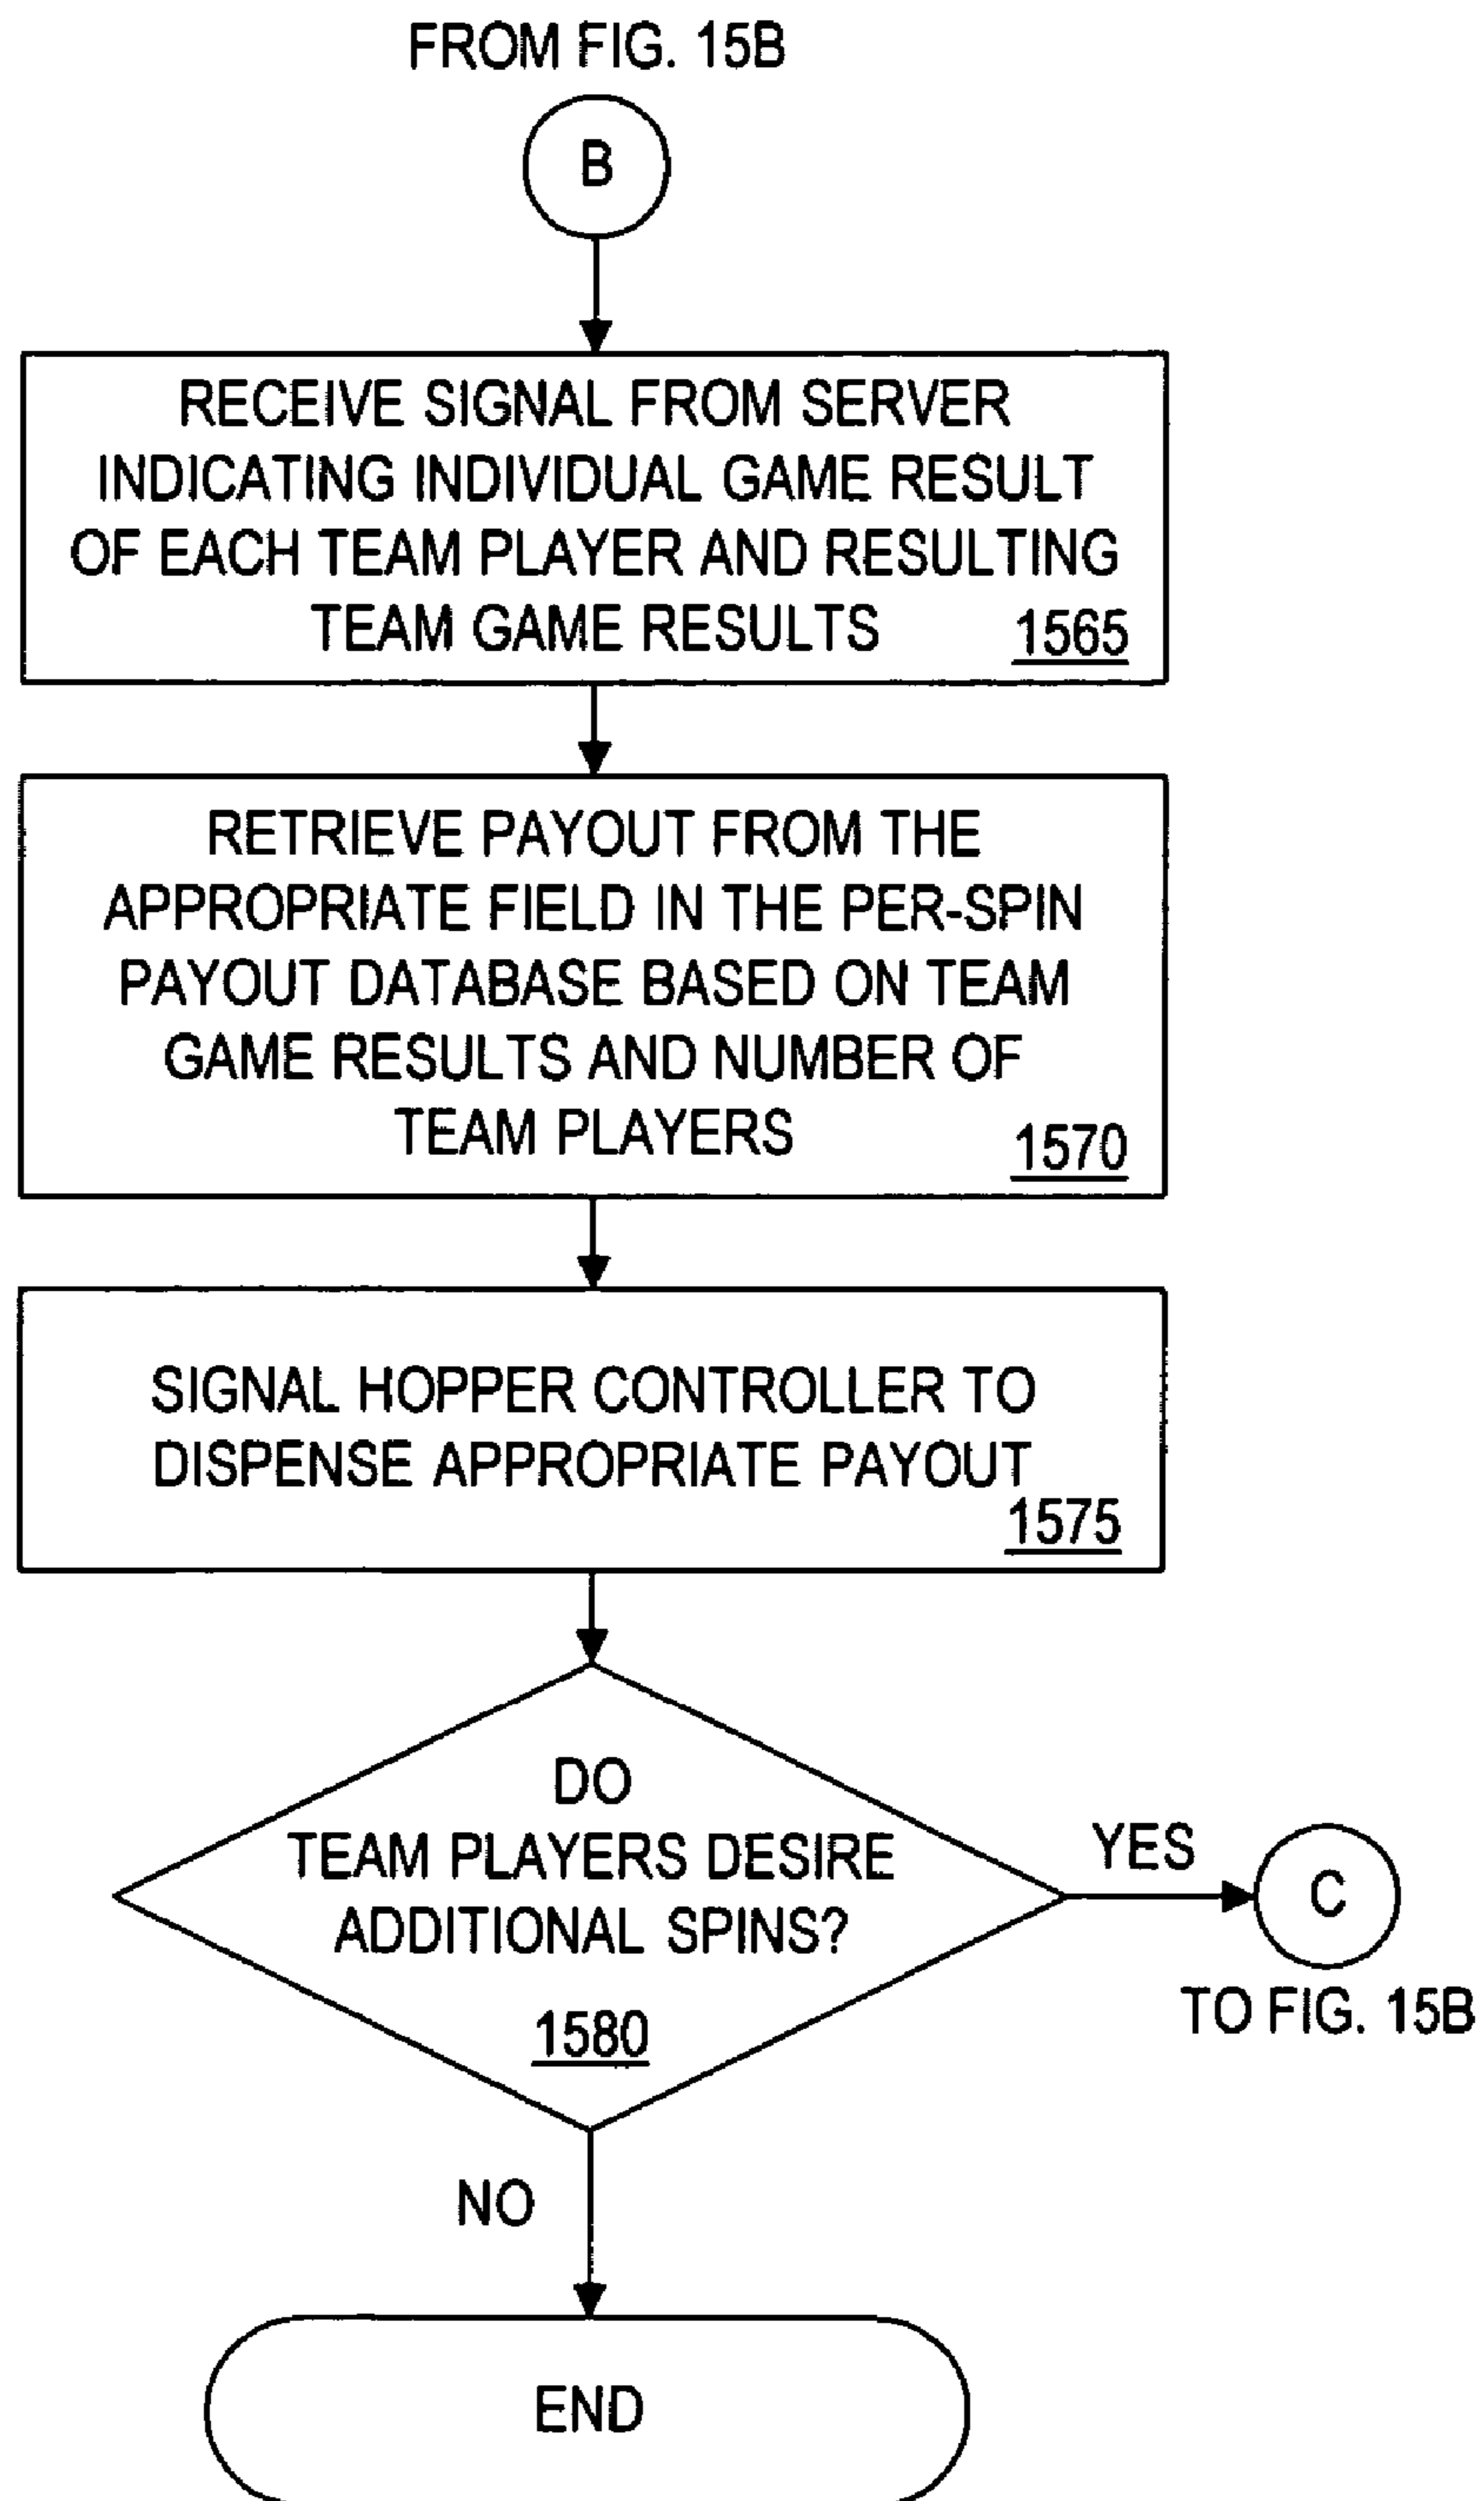 FROM FIG. 15B
B
RECEIVE SIGNAL FROM SERVER
INDICATING INDIVIDUAL GAME RESULT
OF EACH TEAM PLAYER AND RESULTING
TEAM GAME RESULTS
1565
RETRIEVE PAYOUT FROM THE
APPROPRIATE FIELD IN THE PER-SPIN
PAYOUT DATABASE BASED ON TEAM
GAME RESULTS AND NUMBER OF
TEAM PLAYERS
1570
SIGNAL HOPPER CONTROLLER TO
DISPENSE APPROPRIATE PAYOUT
1575
DO
TEAM PLAYERS DESIRE
ADDITIONAL SPINS?
1580
YES
C
TO FIG. 15B
NO
END